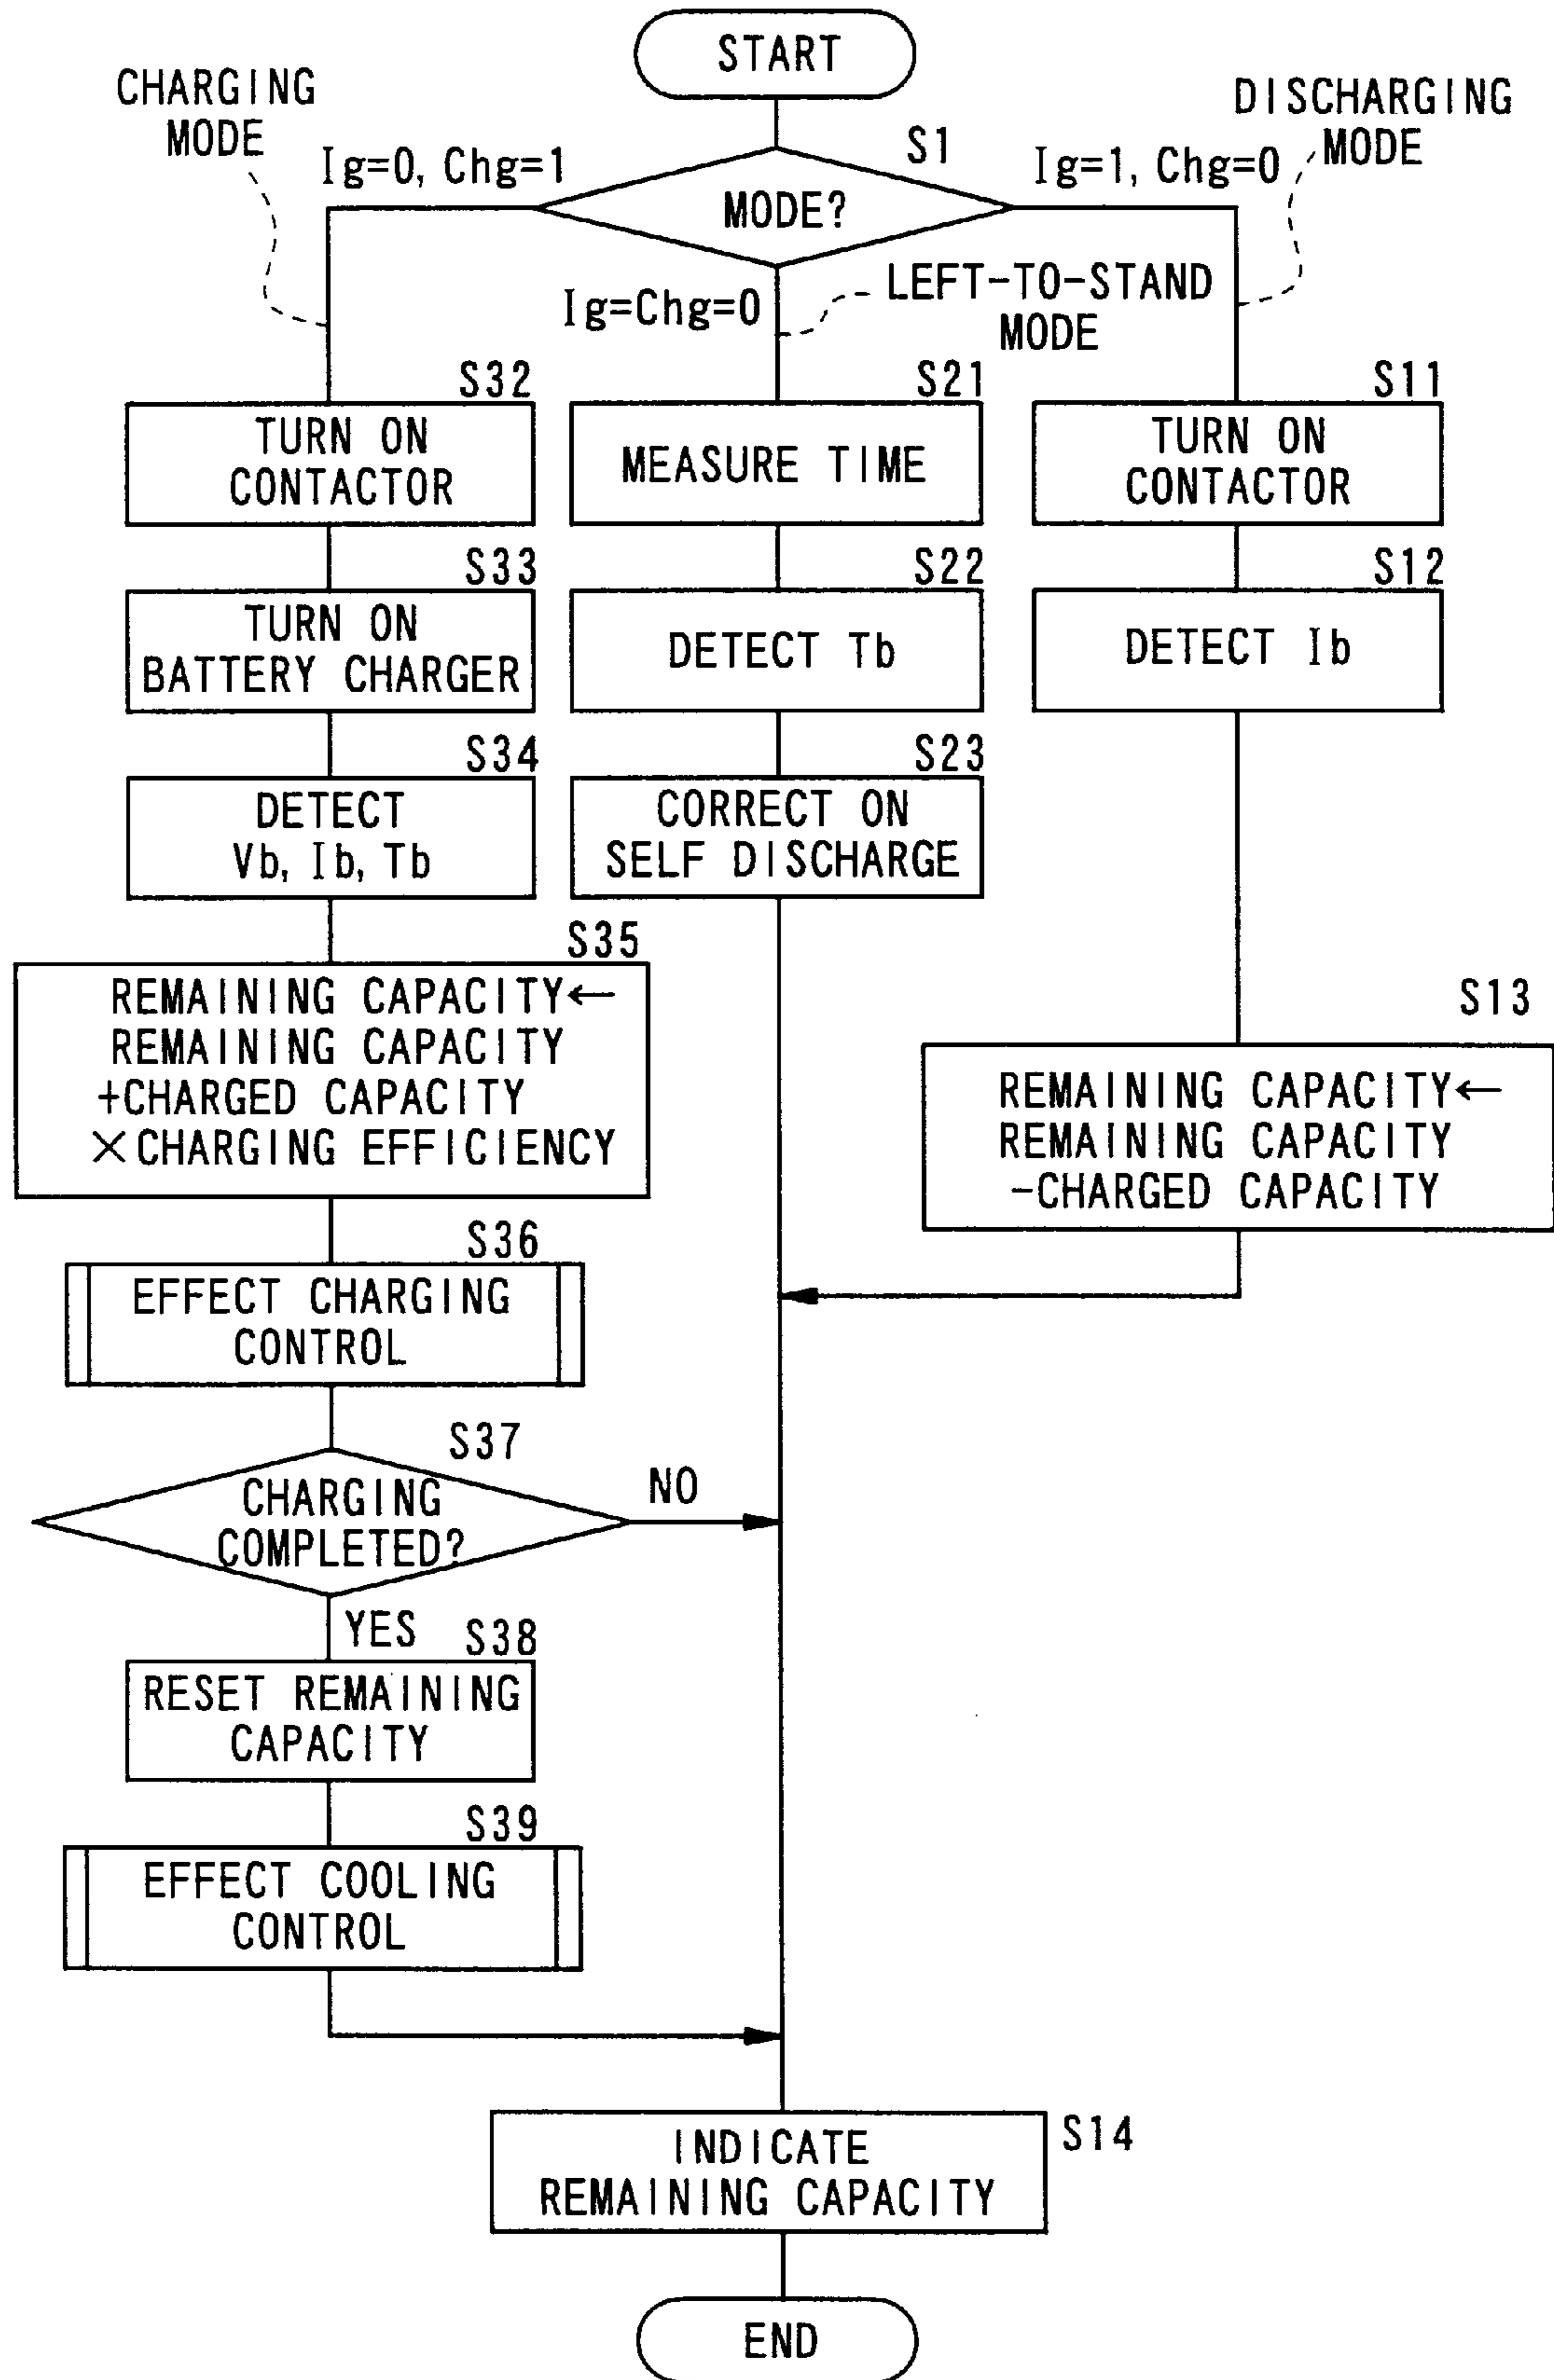 START
CHARGING
MODE
DISCHARGING
MODE
S1
Ig=0, Chg=1
Ig=1, Chg=0
MODE?
Ig=Chg=0
LEFT-TO-STAND
MODE
S32
TURN ON
CONTACTOR
S33
TURN ON
BATTERY CHARGER
S34
DETECT
Vb, Ib, Tb
S35
REMAINING CAPACITY←
REMAINING CAPACITY
+CHARGED CAPACITY
×CHARGING EFFICIENCY
S36
EFFECT CHARGING
CONTROL
S37
CHARGING
COMPLETED?
NO
YES
S38
RESET REMAINING
CAPACITY
S39
EFFECT COOLING
CONTROL
S21
MEASURE TIME
S22
DETECT Tb
S23
CORRECT ON
SELF DISCHARGE
S11
TURN ON
CONTACTOR
S12
DETECT Ib
S13
REMAINING CAPACITY←
REMAINING CAPACITY
-CHARGED CAPACITY
S14
INDICATE
REMAINING CAPACITY
END